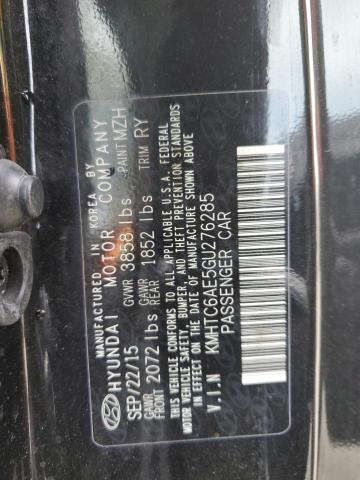 MANUFACTURED IN KOREA BY
HYUNDAI MOTOR COMPANY
SEP/22/15 GVWR 3858 lbs PAINT MZH
GAWR FRONT 2072 lbs GAWR REAR 1852 lbs TRIM RY
THIS VEHICLE CONFORMS TO ALL APPLICABLE U.S.A. FEDERAL
MOTOR VEHICLE SAFETY, BUMPER, AND THEFT PREVENTION STANDARDS
IN EFFECT ON THE DATE OF MANUFACTURE SHOWN ABOVE
V.I.N KMHTC6AE5GU276285
PASSENGER CAR